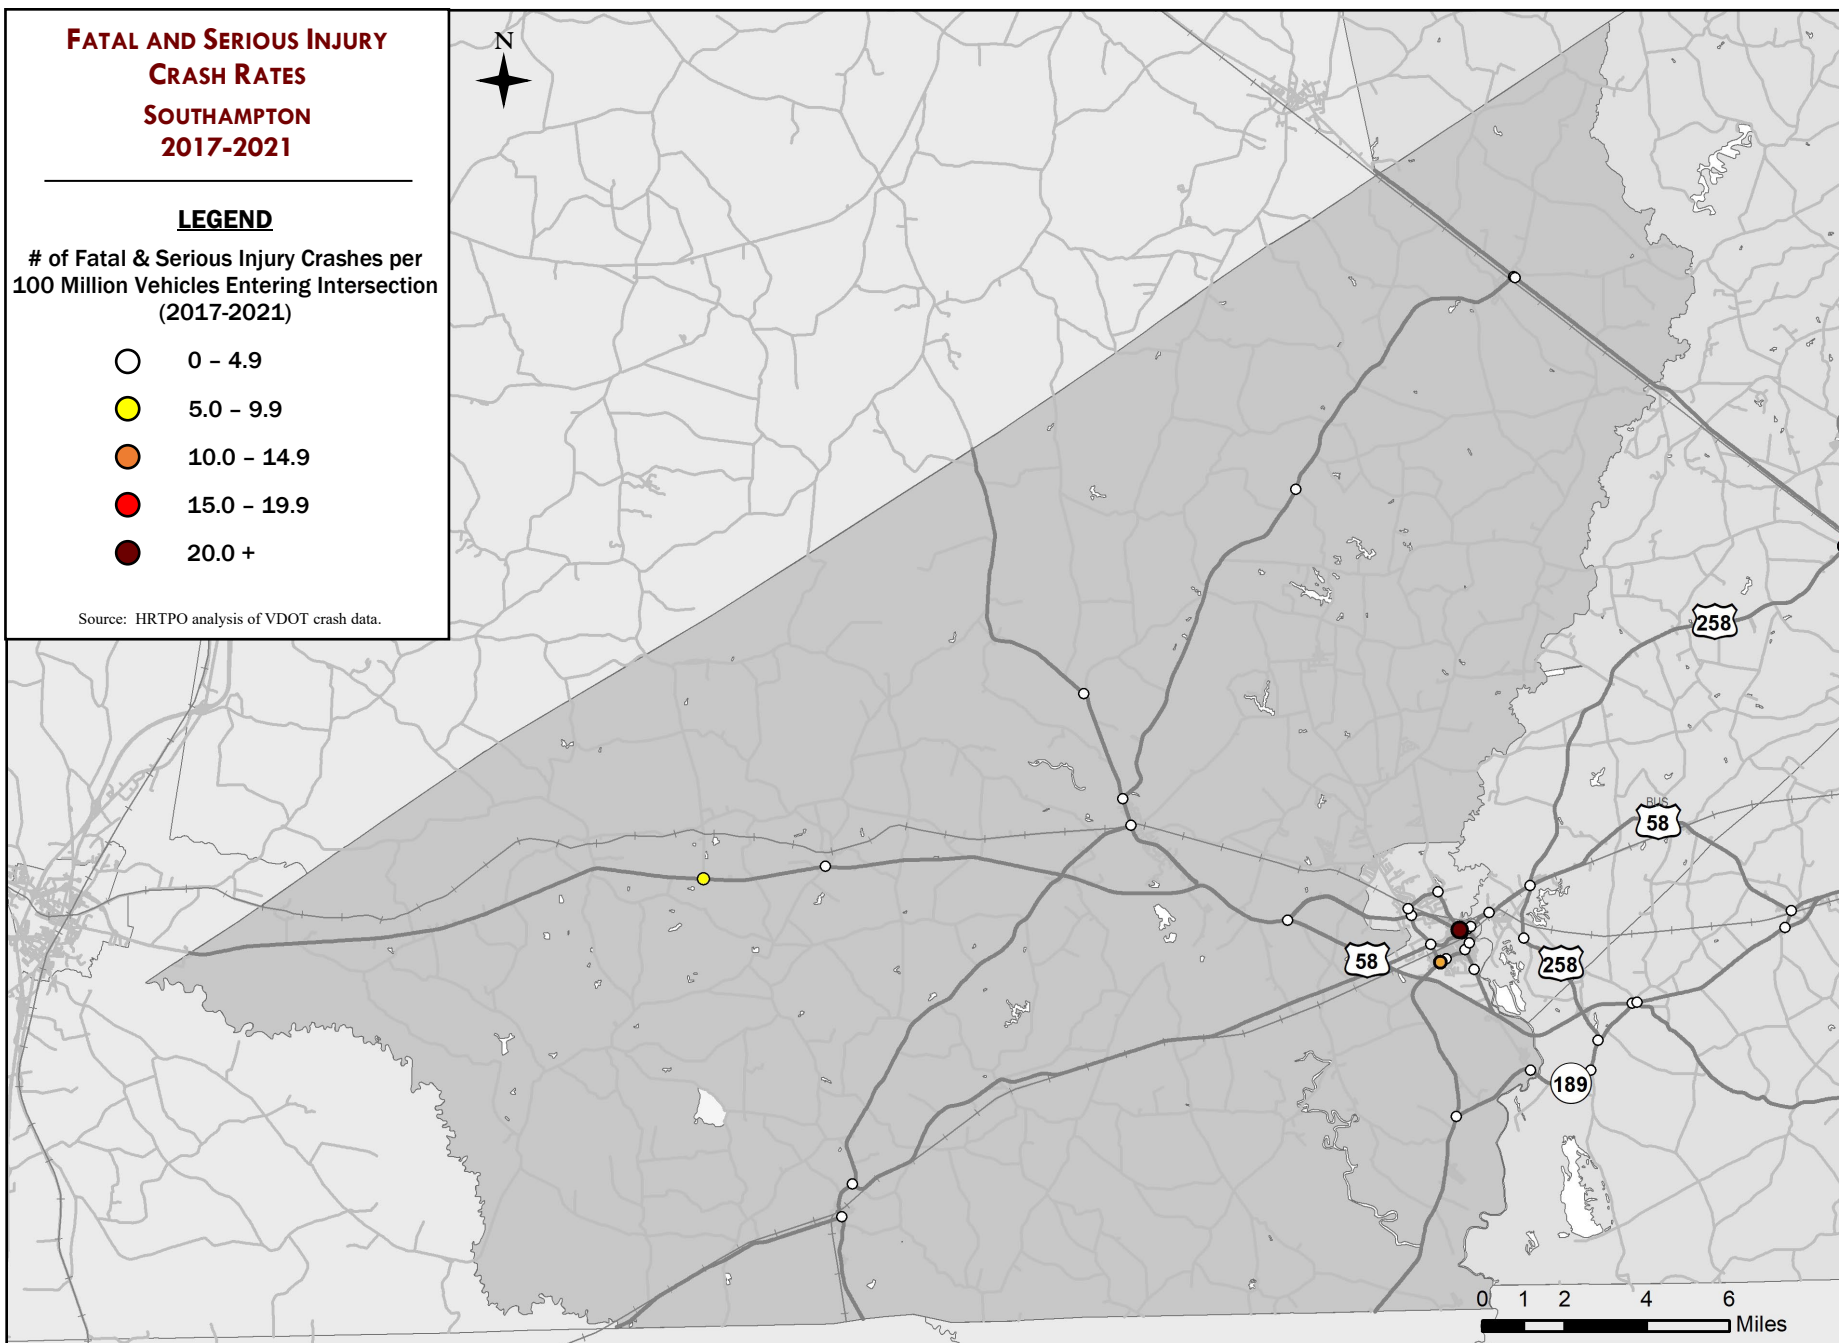 FATAL AND SERIOUS INJURY
CRASH RATES
SOUTHAMPTON
2017-2021
LEGEND
# of Fatal & Serious Injury Crashes per
100 Million Vehicles Entering Intersection
(2017-2021)
0 – 4.9
5.0 – 9.9
10.0 – 14.9
15.0 – 19.9
20.0 +
Source: HRTPO analysis of VDOT crash data.
N
258
BUS
58
58
258
189
0 1 2 4 6
Miles